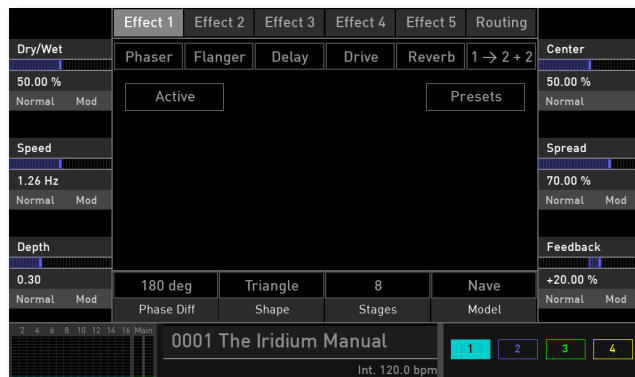 Effect 1 Effect 2 Effect 3 Effect 4 Effect 5 Routing
Phaser Flanger Delay Drive Reverb 1 → 2 + 2
Dry/Wet
50.00 %
Normal Mod
Speed
1.26 Hz
Normal Mod
Depth
0.30
Normal Mod
Active Presets
Center
50.00 %
Normal
Spread
70.00 %
Normal Mod
Feedback
+20.00 %
Normal Mod
180 deg Triangle 8 Nave
Phase Diff Shape Stages Model
2 4 6 8 10 12 14 16 Main
0001 The Iridium Manual
Int. 120.0 bpm
1 2 3 4